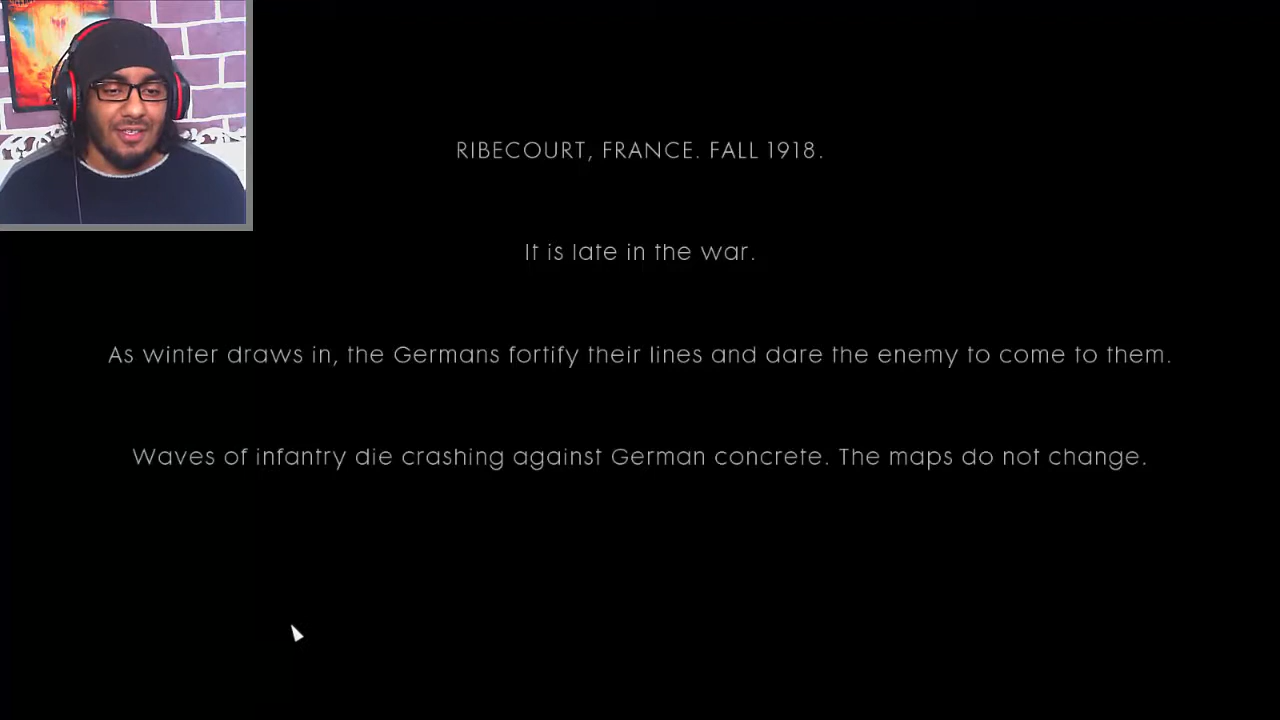 RIBECOURT, FRANCE. FALL 1918.
It is late in the war.
As winter draws in, the Germans fortify their lines and dare the enemy to come to them.
Waves of infantry die crashing against German concrete. The maps do not change.